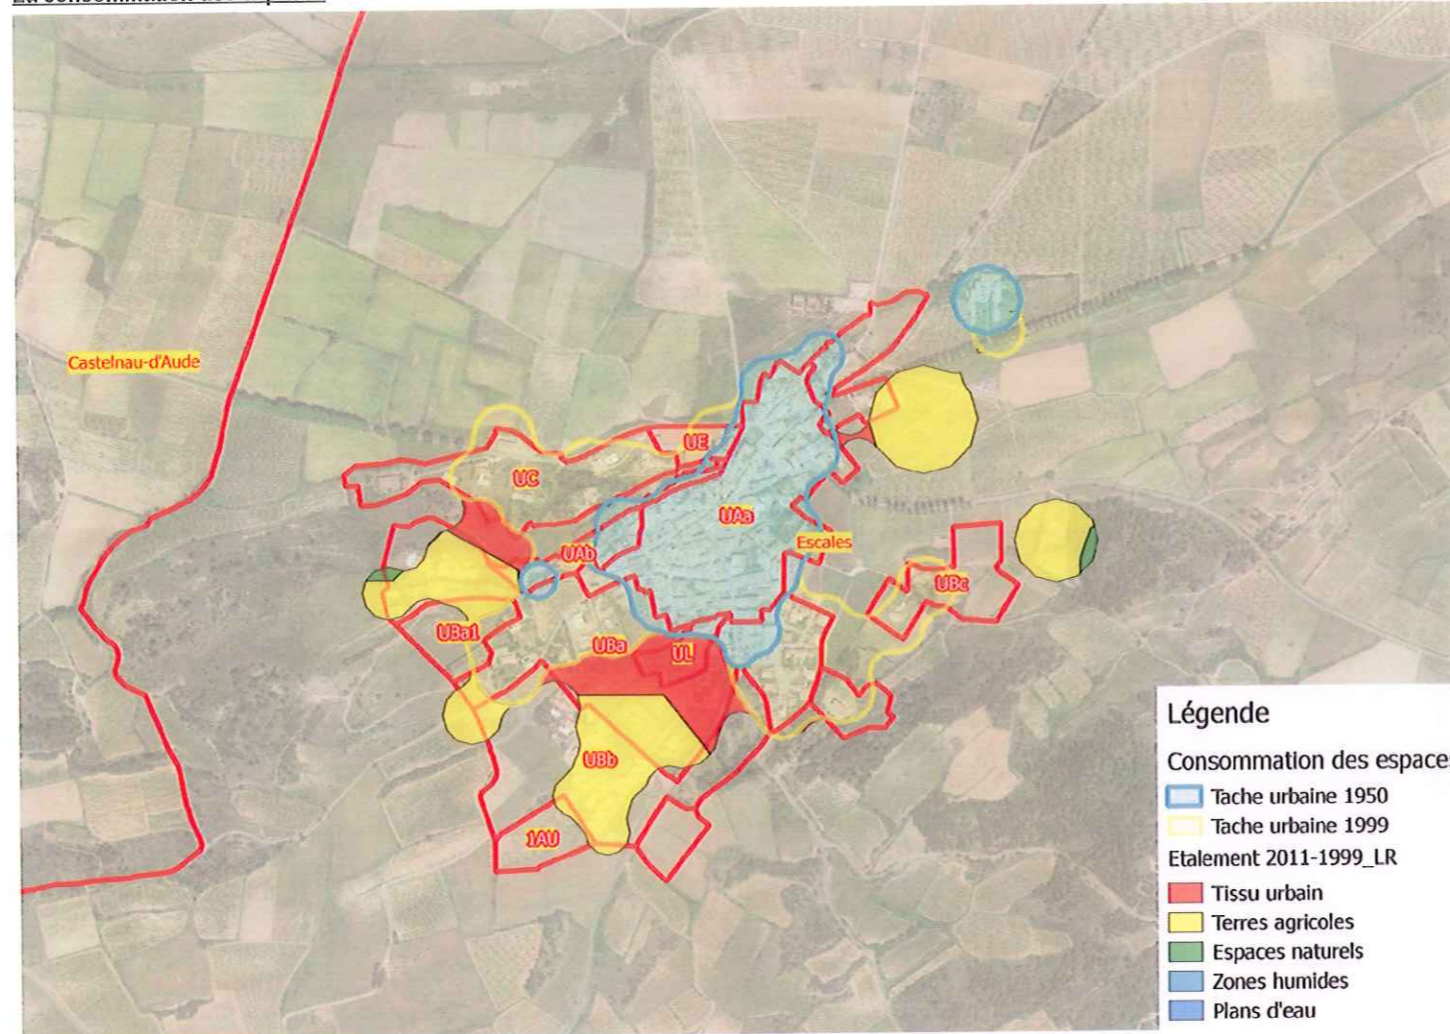 Castelnau-d'Aude
UE
UC
UAa
Escales
UAb
UBc
UBa1
UBa
UL
UBb
1AU
Légende
Consommation des espaces
Tache urbaine 1950
Tache urbaine 1999
Etalement 2011-1999_LR
Tissu urbain
Terres agricoles
Espaces naturels
Zones humides
Plans d'eau